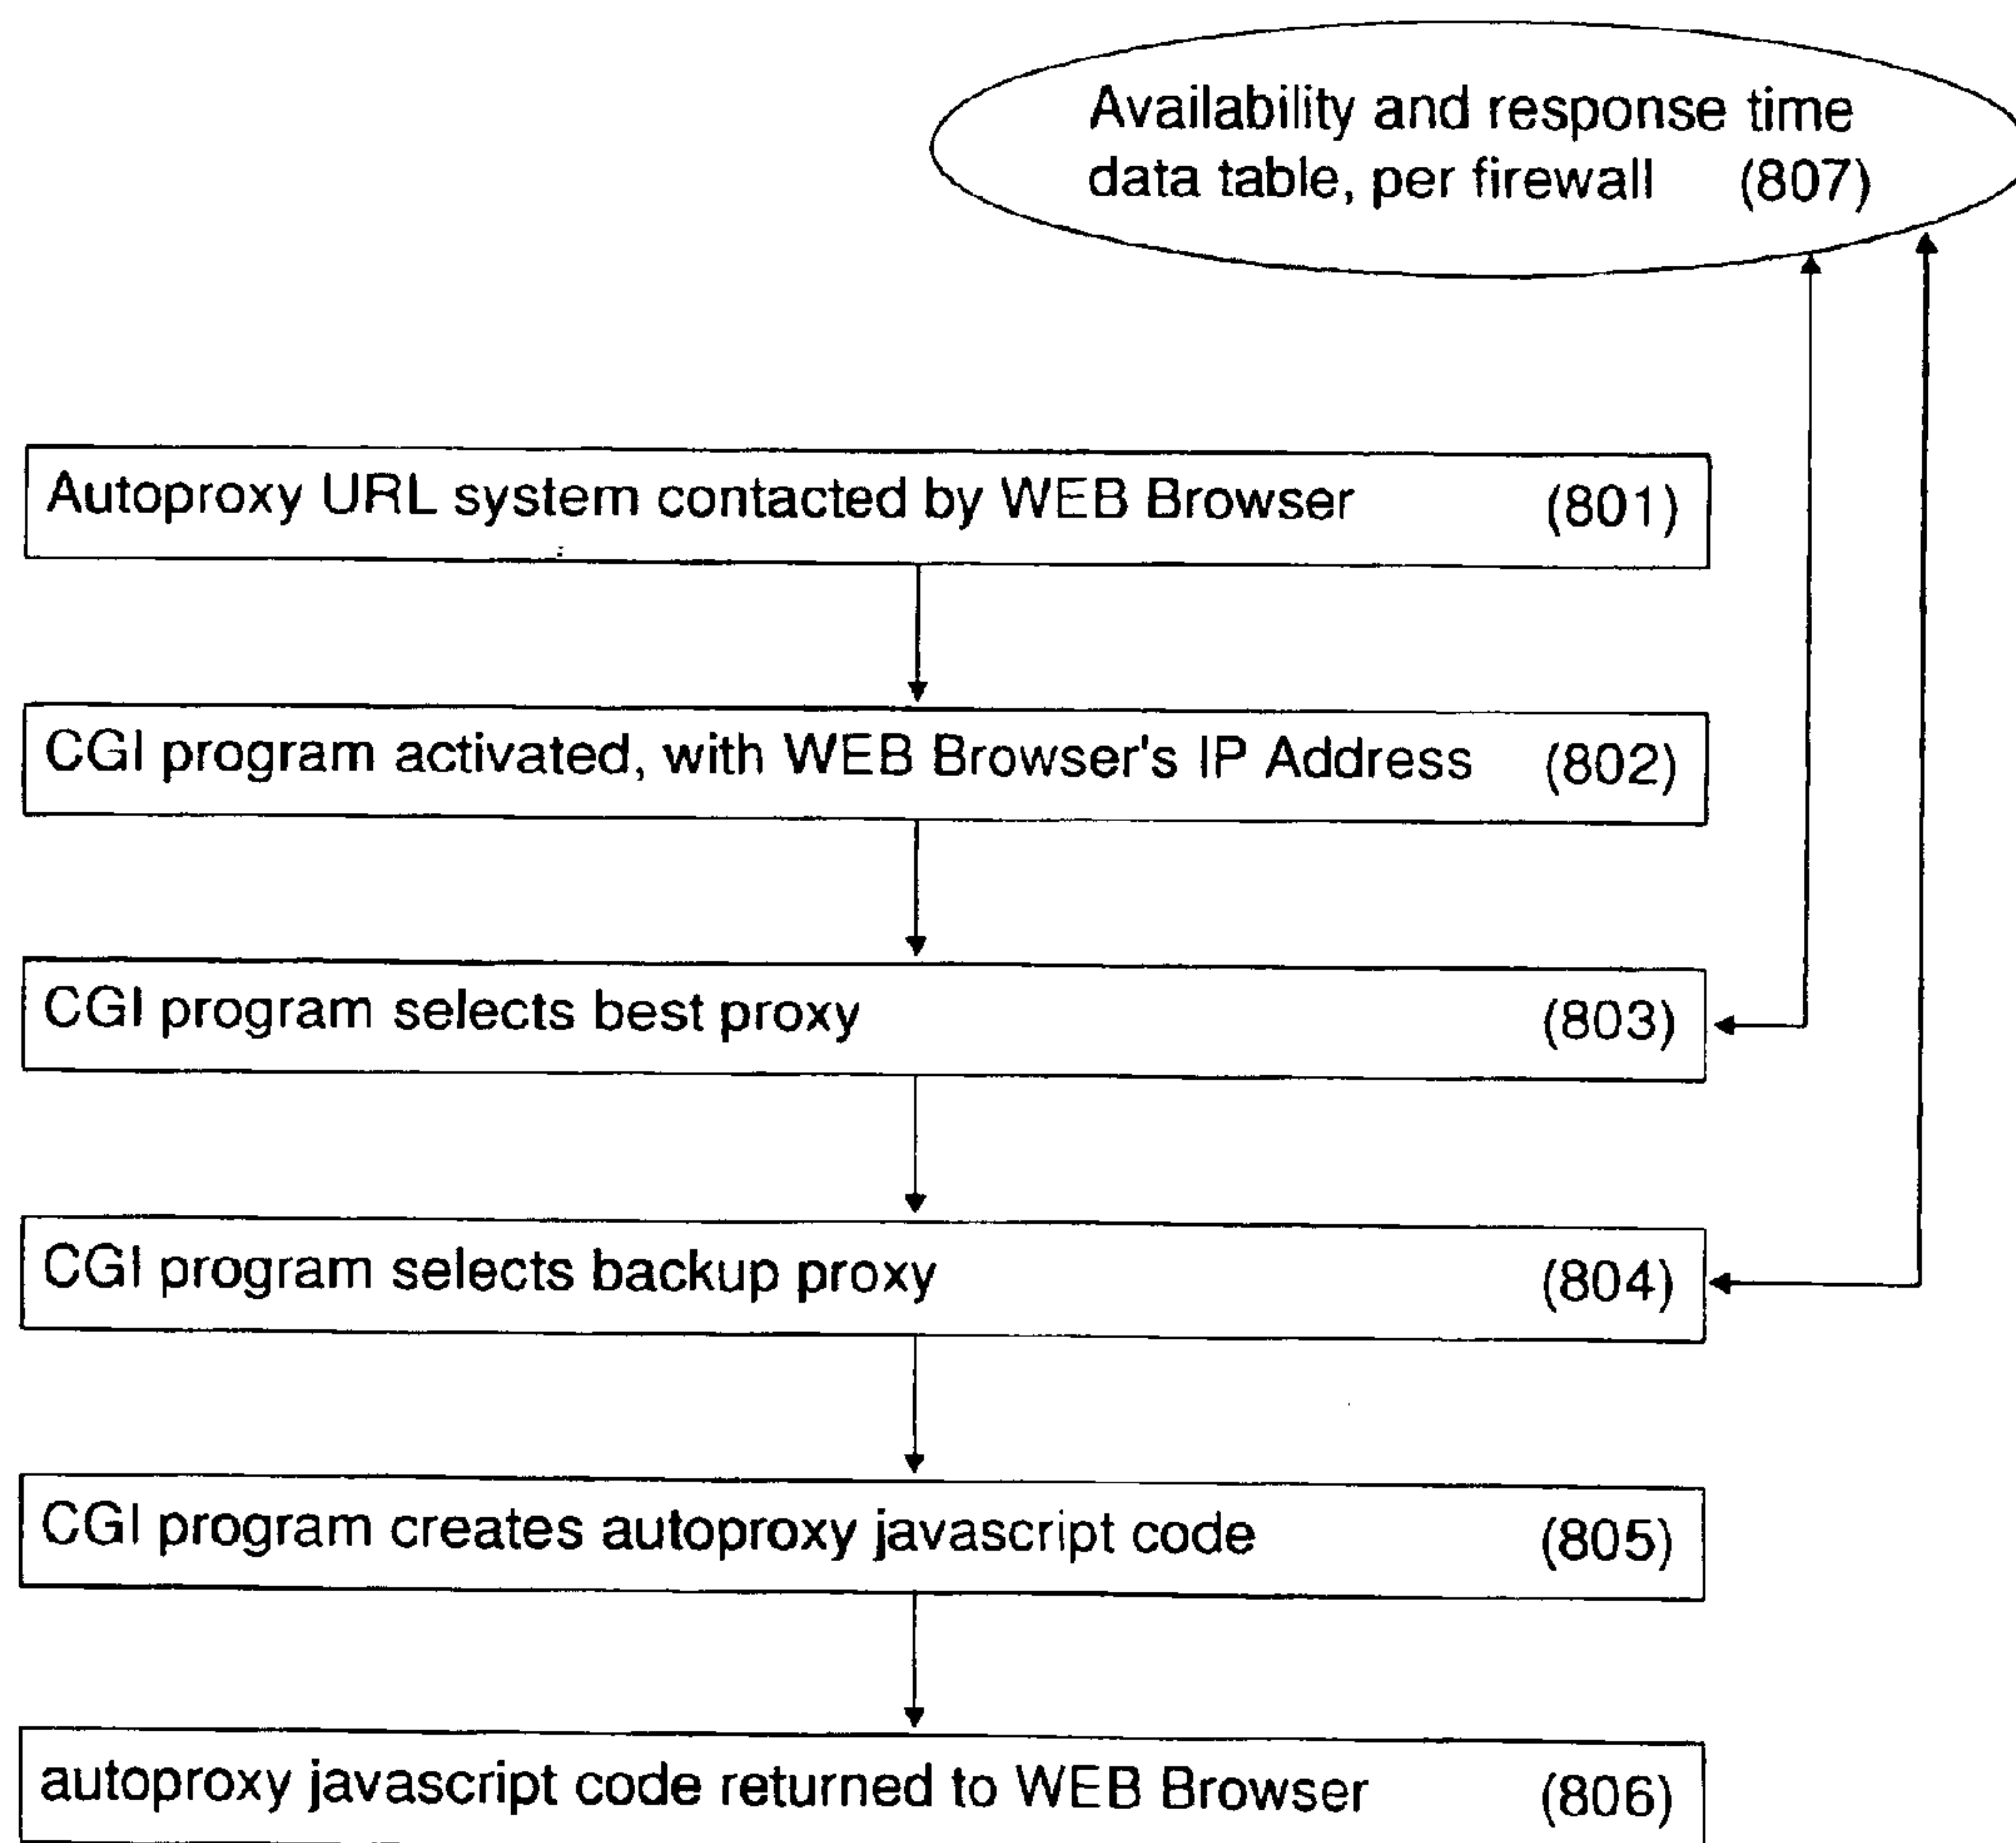 Availability and response time
data table, per firewall (807)
Autoproxy URL system contacted by WEB Browser (801)
CGI program activated, with WEB Browser's IP Address (802)
CGI program selects best proxy (803)
CGI program selects backup proxy (804)
CGI program creates autoproxy javascript code (805)
autoproxy javascript code returned to WEB Browser (806)